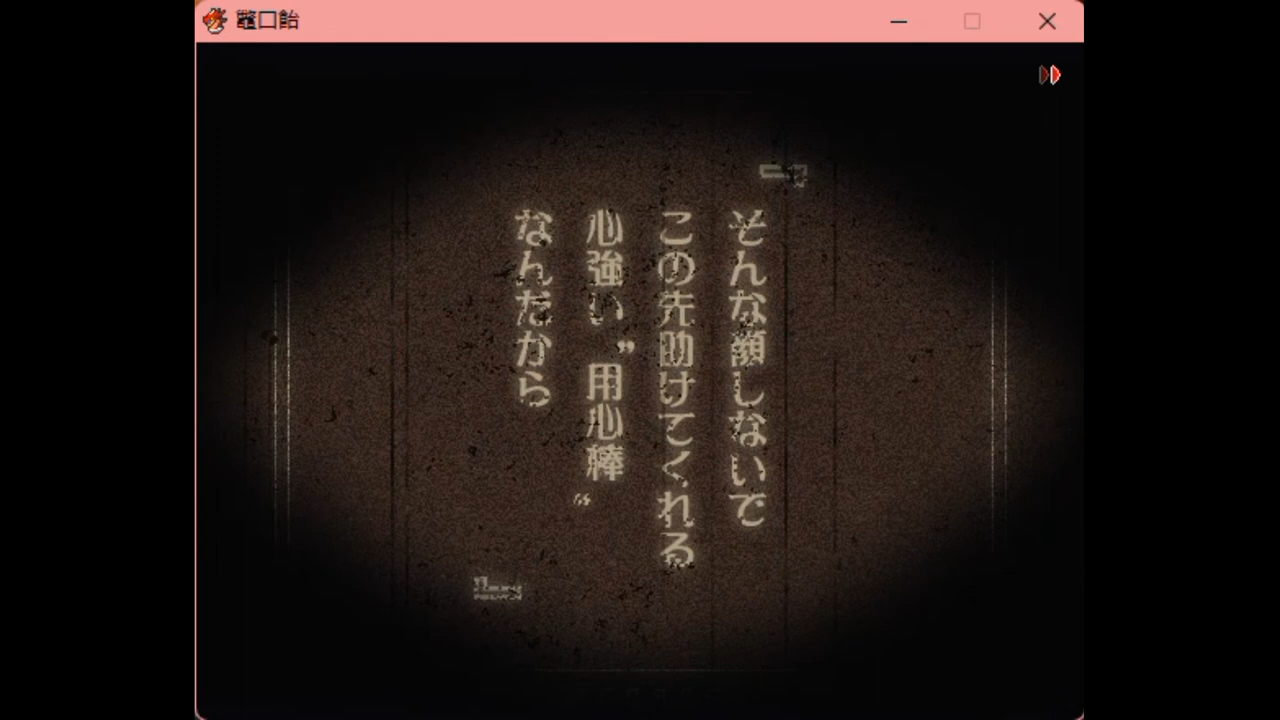 鼈口飴
そんな顔しないで
この先助けてくれる
心強い”用心棒“
なんだから